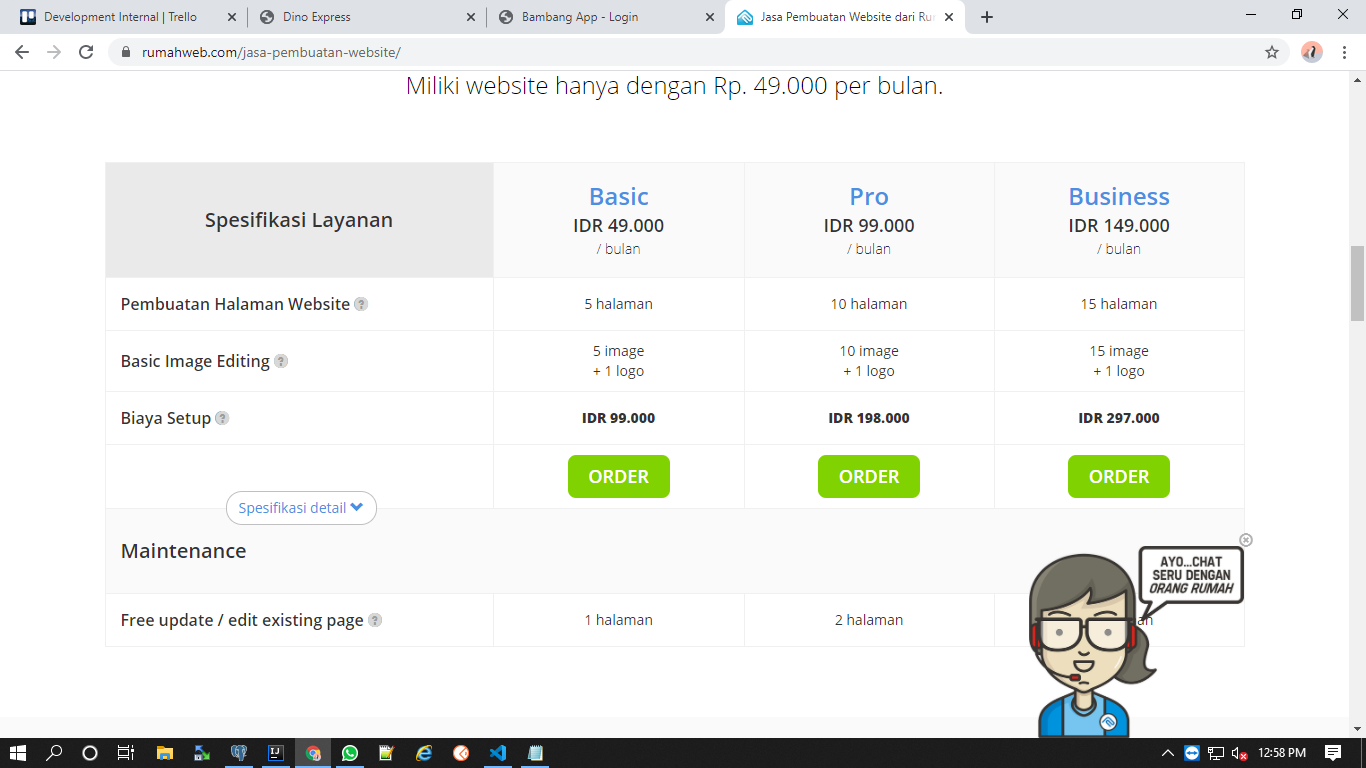 Development Internal | Trello
Dino Express
Bambang App - Login
Jasa Pembuatan Website dari Ru
rumahweb.com/jasa-pembuatan-website/
Miliki website hanya dengan Rp. 49.000 per bulan.
Spesifikasi Layanan
Basic
IDR 49.000
/ bulan
Pro
IDR 99.000
/ bulan
Business
IDR 149.000
/ bulan
Pembuatan Halaman Website ?
5 halaman
10 halaman
15 halaman
Basic Image Editing ?
5 image
+ 1 logo
10 image
+ 1 logo
15 image
+ 1 logo
Biaya Setup ?
IDR 99.000
IDR 198.000
IDR 297.000
ORDER
ORDER
ORDER
Spesifikasi detail
Maintenance
AYO...CHAT
SERU DENGAN
ORANG RUMAH
Free update / edit existing page ?
1 halaman
2 halaman
12:58 PM